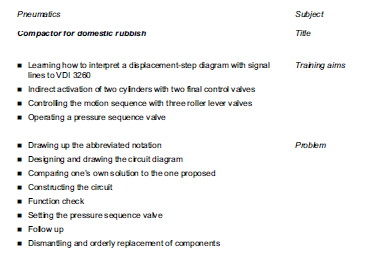 Pneumatics Subject
Compactor for domestic rubbish Title
■ Learning how to interpret a displacement-step diagram with signal Training aims
lines to VDI 3260
■ Indirect activation of two cylinders with two final control valves
■ Controlling the motion sequence with three roller lever valves
■ Operating a pressure sequence valve
■ Drawing up the abbreviated notation Problem
■ Designing and drawing the circuit diagram
■ Comparing one's own solution to the one proposed
■ Constructing the circuit
■ Function check
■ Setting the pressure sequence valve
■ Follow up
■ Dismantling and orderly replacement of components